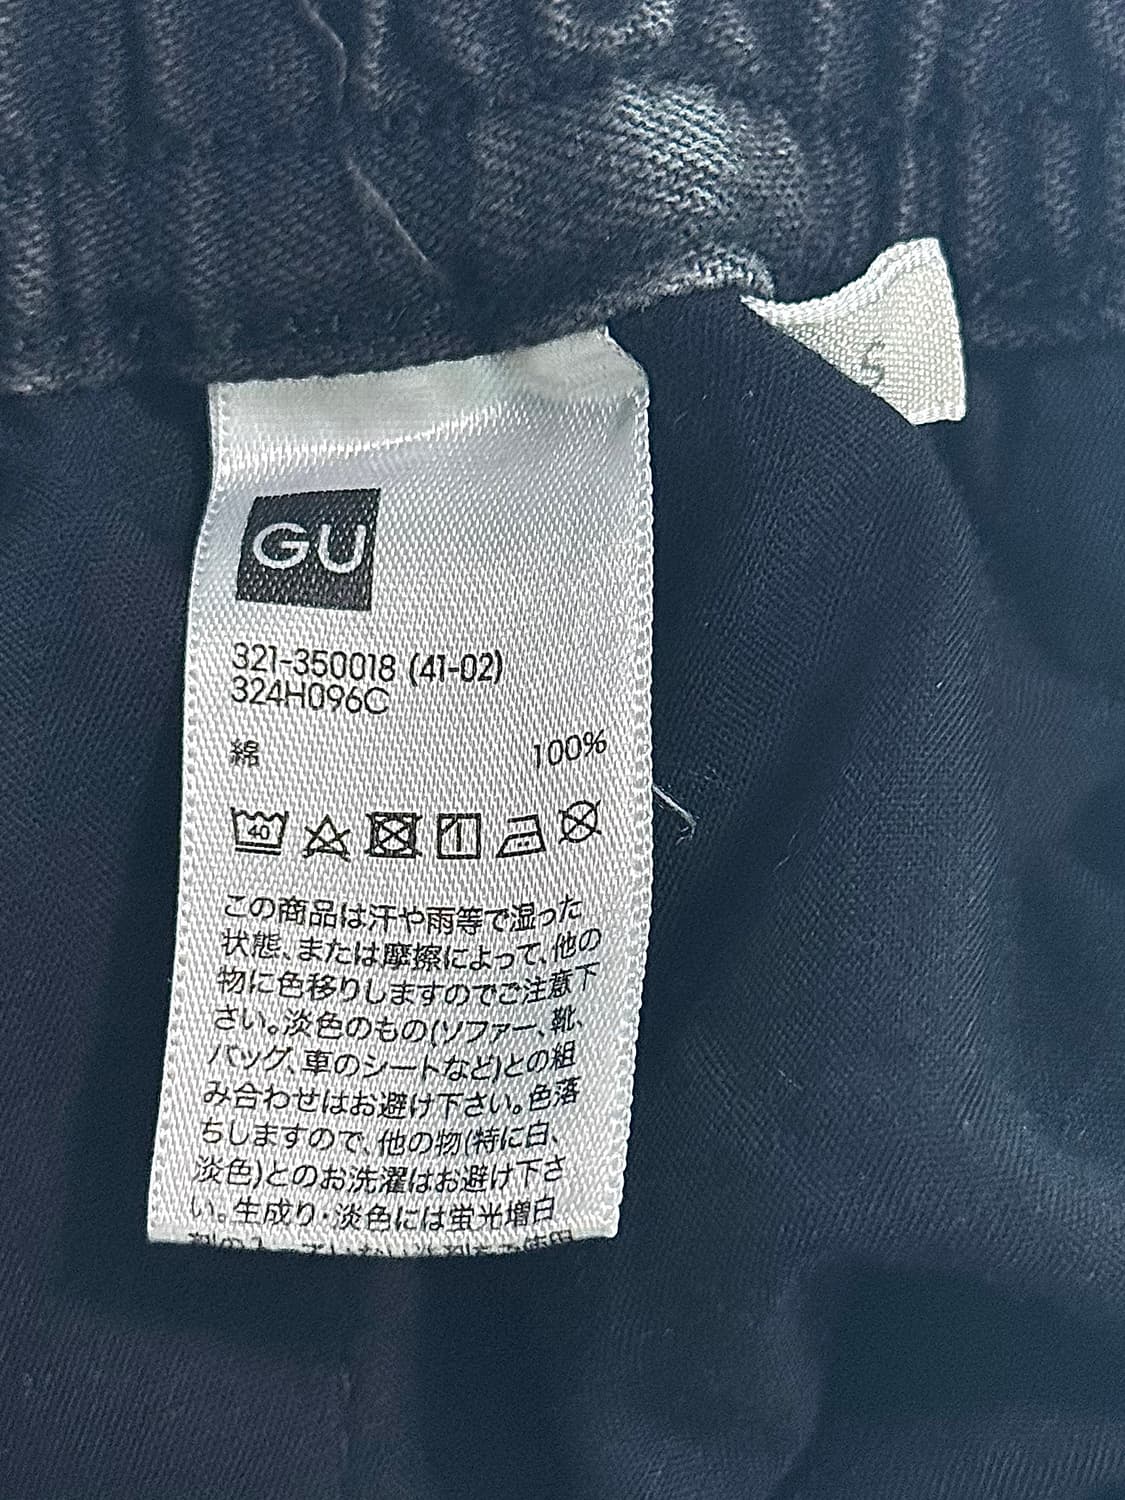 S
GU
321-350018 (41-02)
324H096C
綿 100%
40
この商品は汗や雨等で湿った
状態、または摩擦によって、他の
物に色移りしますのでご注意下
さい。淡色のもの(ソファー、靴、
バッグ、車のシートなど)との組
み合わせはお避け下さい。色落
ちしますので、他の物(特に白、
淡色)とのお洗濯はお避け下さ
い。生成り・淡色には蛍光増白